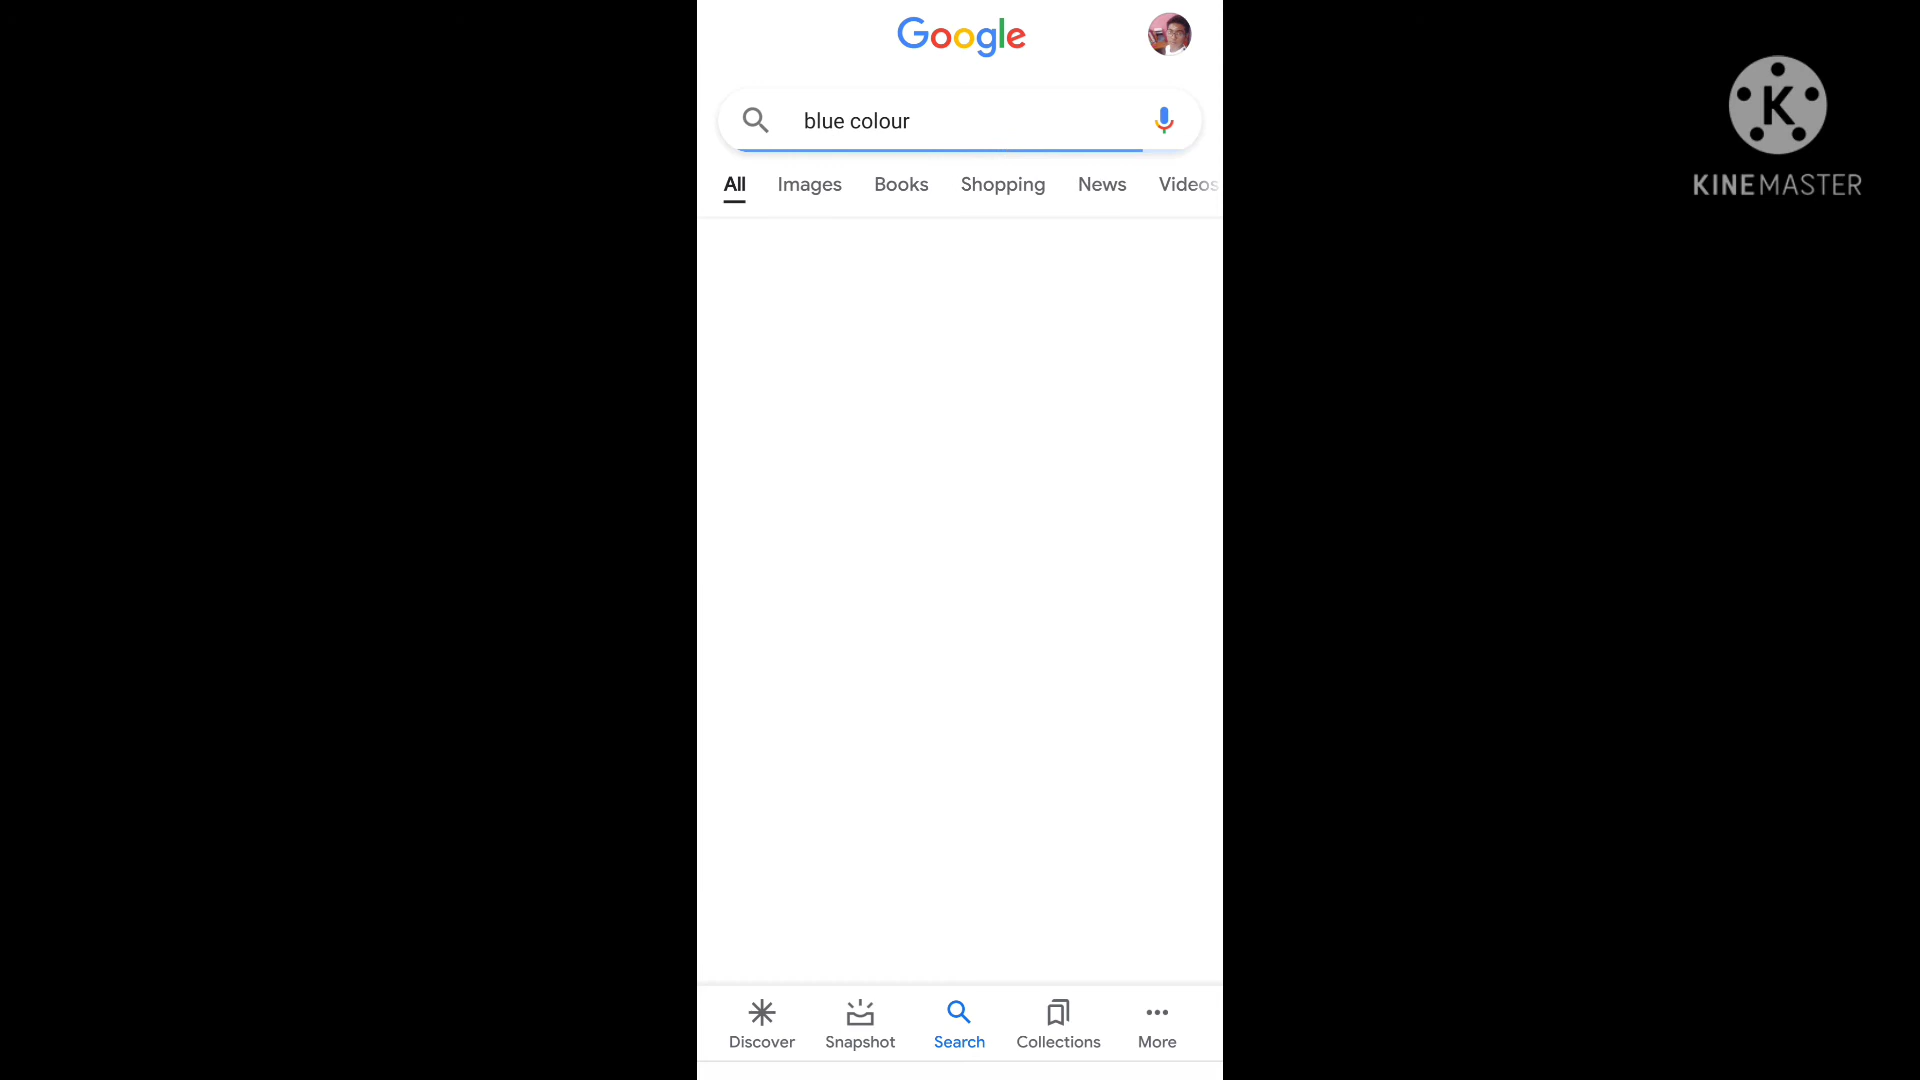 Google
blue colour
All Images Books Shopping News Videos
K
KINEMASTER
Discover Snapshot Search Collections More